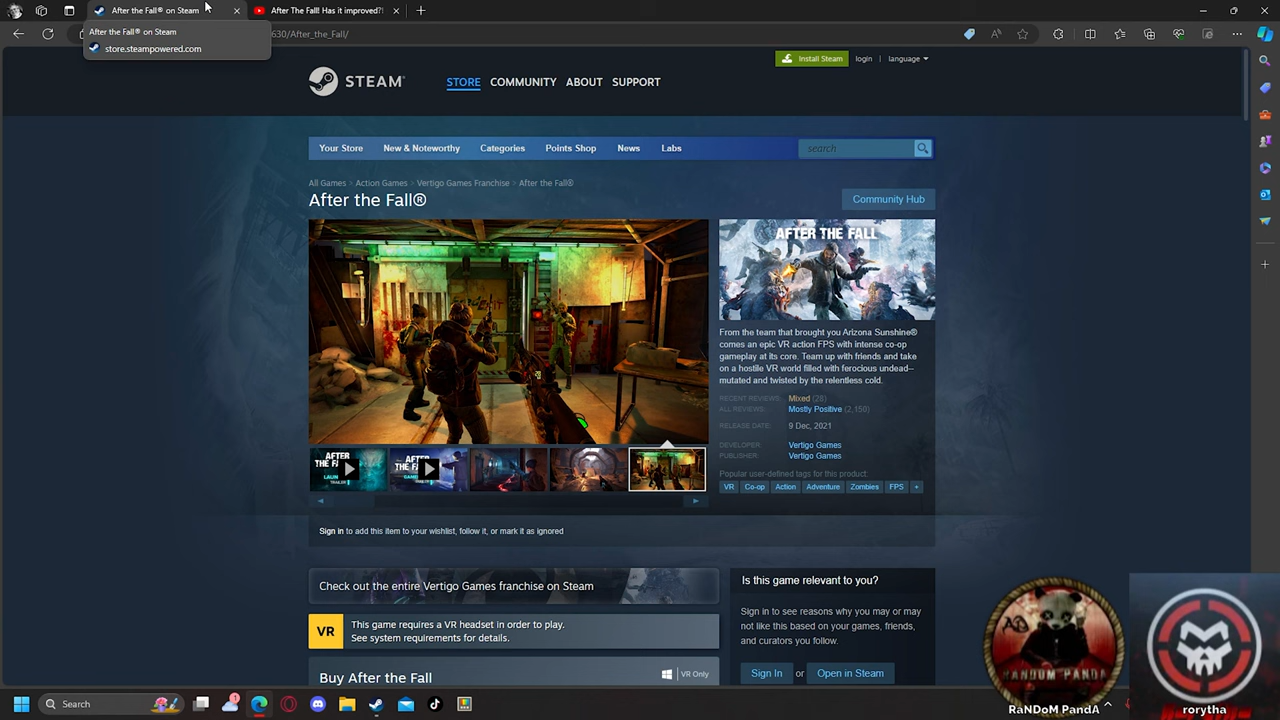 After the Fall® on Steam
After The Fall! Has it improved?!
After the Fall® on Steam
store.steampowered.com
630/After_the_Fall/
Install Steam
login
language
STEAM
STORE
COMMUNITY
ABOUT
SUPPORT
Your Store
New & Noteworthy
Categories
Points Shop
News
Labs
search
All Games > Action Games > Vertigo Games Franchise > After the Fall®
After the Fall®
Community Hub
AFTER THE FALL
From the team that brought you Arizona Sunshine®
comes an epic VR action FPS with intense co-op
gameplay at its core. Team up with friends and take
on a hostile VR world filled with ferocious undead--
mutated and twisted by the relentless cold.
RECENT REVIEWS: Mixed (28)
ALL REVIEWS: Mostly Positive (2,150)
RELEASE DATE: 9 Dec, 2021
DEVELOPER: Vertigo Games
PUBLISHER: Vertigo Games
Popular user-defined tags for this product:
VR Co-op Action Adventure Zombies FPS +
Sign in to add this item to your wishlist, follow it, or mark it as ignored
Check out the entire Vertigo Games franchise on Steam
VR
This game requires a VR headset in order to play.
See system requirements for details.
Buy After the Fall
VR Only
Is this game relevant to you?
Sign in to see reasons why you may or may
not like this based on your games, friends,
and curators you follow.
Sign In or Open in Steam
RANDOM PANDA
RaNDoM PandA
rorytha
Search